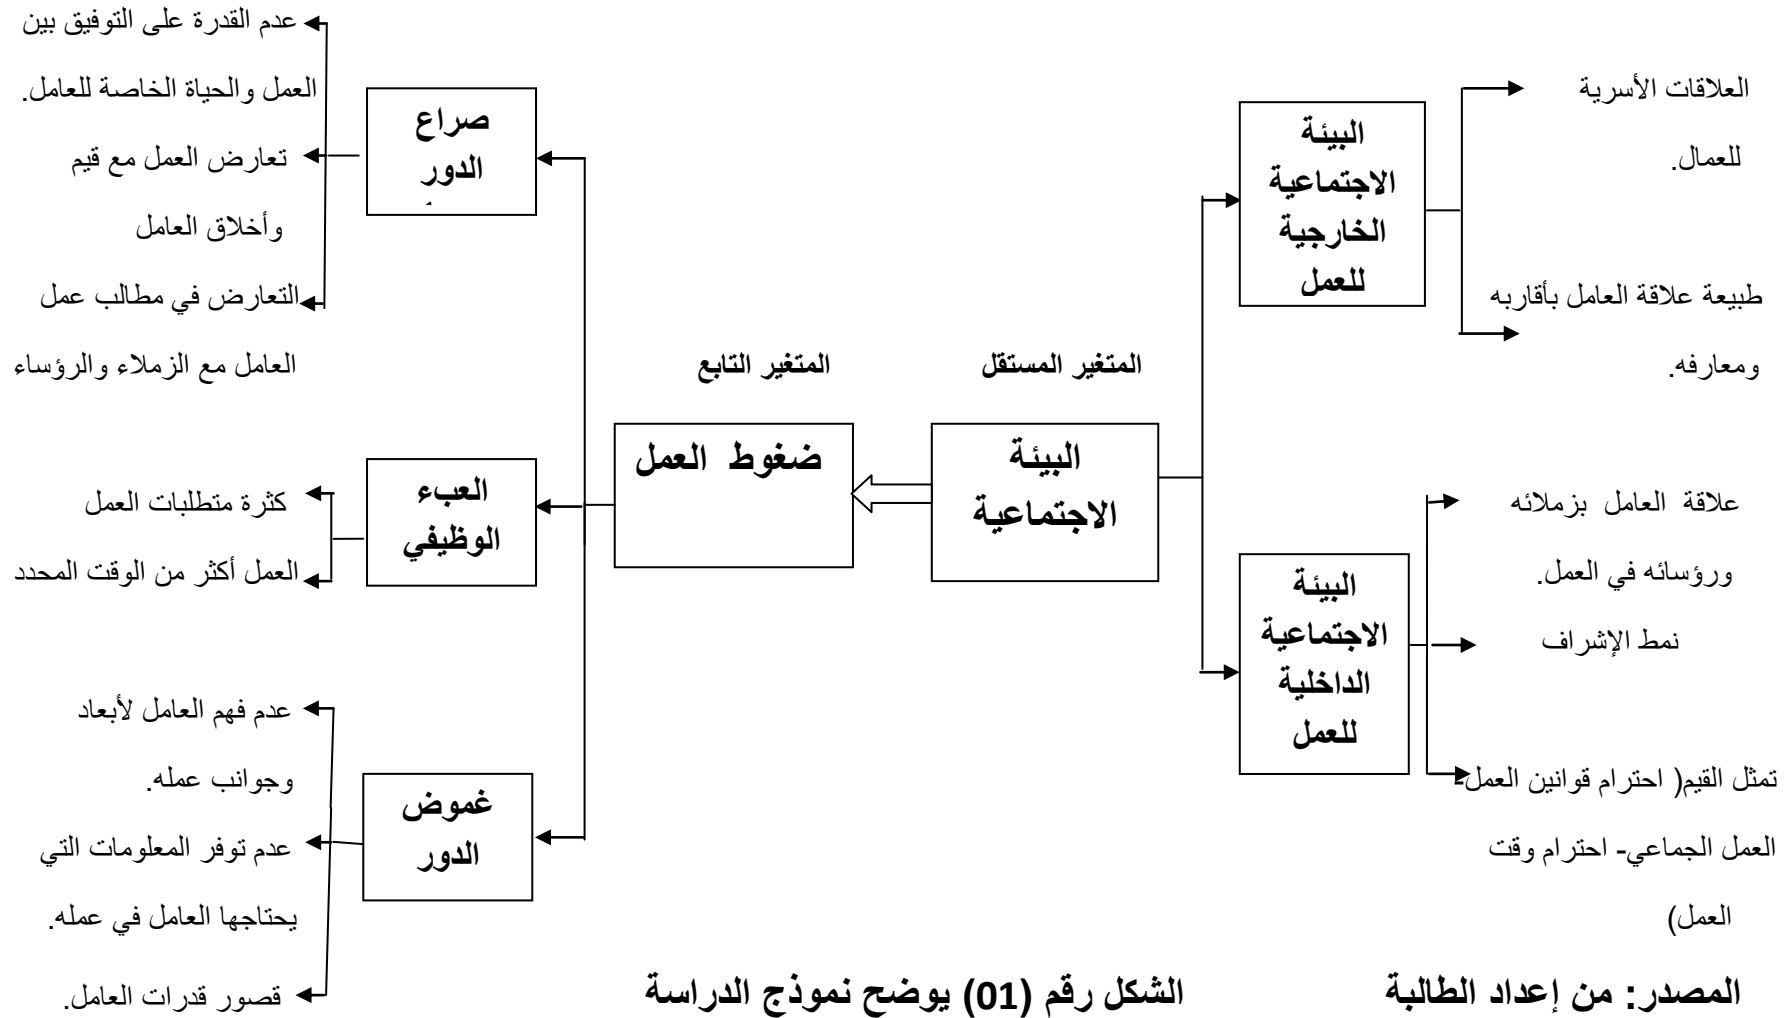 العلاقات الأسرية
للعمال.
طبيعة علاقة العامل بأقاربه
ومعارفه.
البيئة
الاجتماعية
الخارجية
للعمل
علاقة العامل بزملائه
ورؤسائه في العمل.
نمط الإشراف
تمثل القيم( احترام قوانين العمل-
العمل الجماعي- احترام وقت
العمل)
البيئة
الاجتماعية
الداخلية
للعمل
المتغير المستقل
البيئة
الاجتماعية
المتغير التابع
ضغوط العمل
صراع
الدور
عدم القدرة على التوفيق بين
العمل والحياة الخاصة للعامل.
تعارض العمل مع قيم
وأخلاق العامل
التعارض في مطالب عمل
العامل مع الزملاء والرؤساء
العبء
الوظيفي
كثرة متطلبات العمل
العمل أكثر من الوقت المحدد
غموض
الدور
عدم فهم العامل لأبعاد
وجوانب عمله.
عدم توفر المعلومات التي
يحتاجها العامل في عمله.
قصور قدرات العامل.
المصدر: من إعداد الطالبة
الشكل رقم (01) يوضح نموذج الدراسة